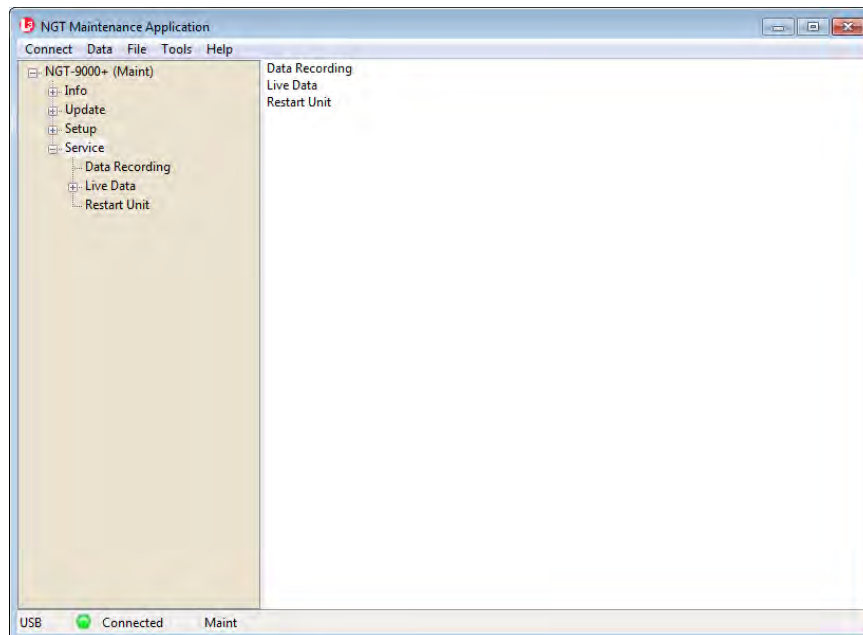 NGT Maintenance Application
Connect Data File Tools Help
NGT-9000+ (Maint)
Info
Update
Setup
Service
Data Recording
Live Data
Restart Unit
Data Recording
Live Data
Restart Unit
USB Connected Maint